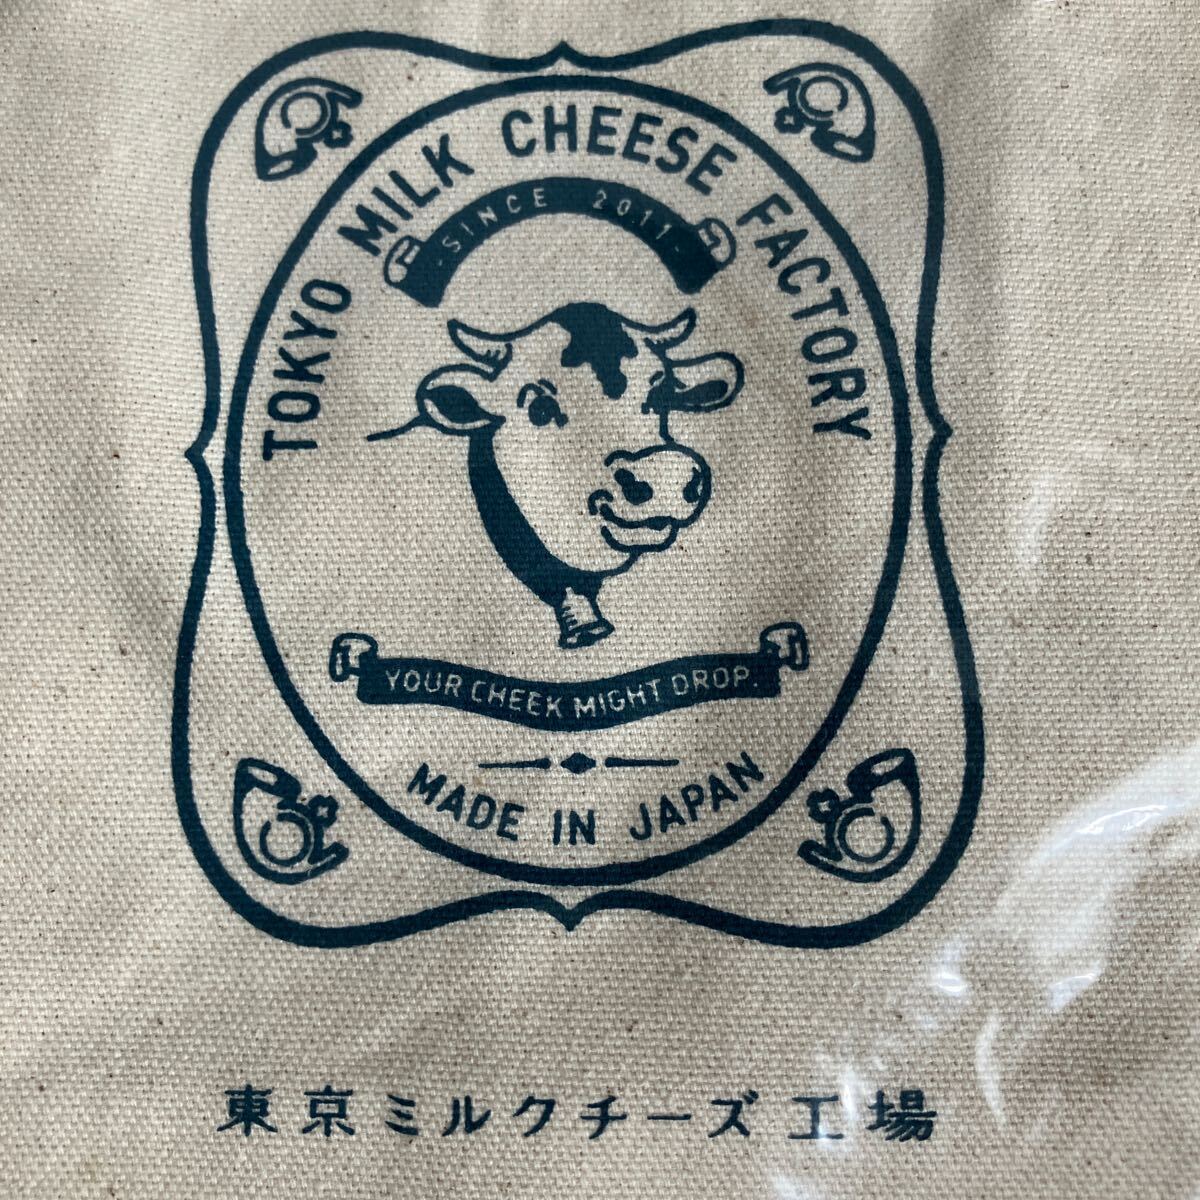 TOKYO MILK CHEESE FACTORY
-SINCE 2011-
YOUR CHEEK MIGHT DROP.
MADE IN JAPAN
東京ミルクチーズ工場